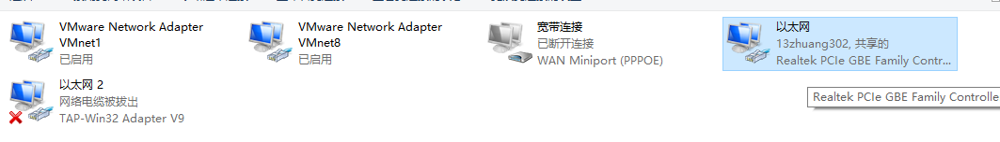 VMware Network Adapter
VMnet1
已启用
VMware Network Adapter
VMnet8
已启用
宽带连接
已断开连接
WAN Miniport (PPPOE)
以太网
13zhuang302, 共享的
Realtek PCIe GBE Family Contr...
以太网 2
网络电缆被拔出
TAP-Win32 Adapter V9
Realtek PCIe GBE Family Controlle